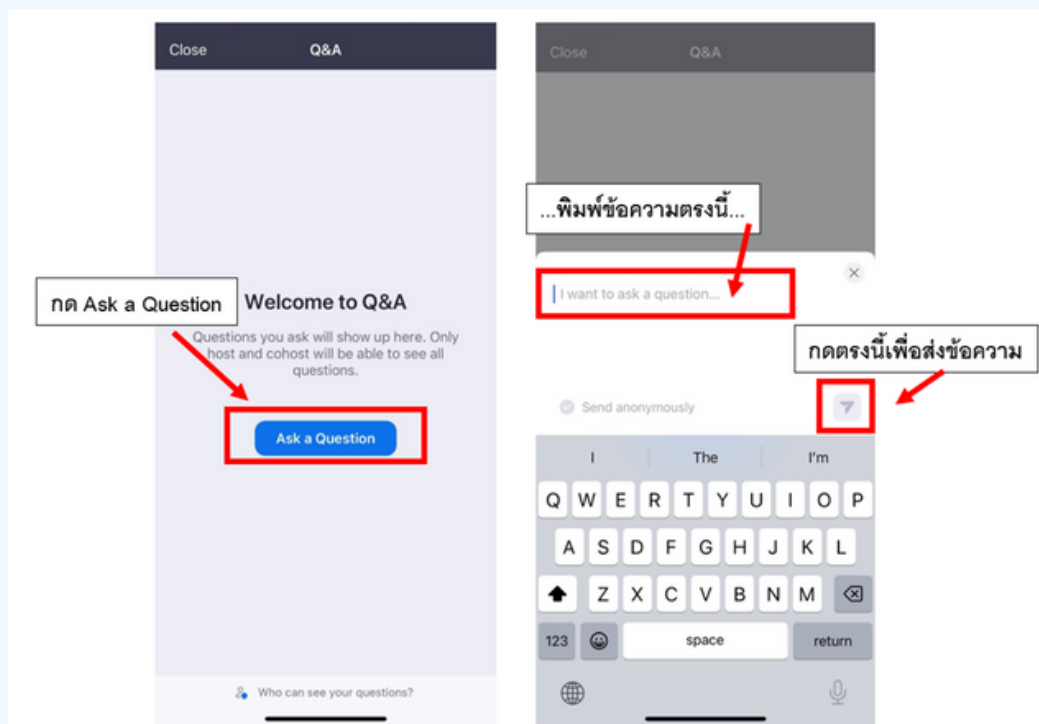 Close
Q&A
กด Ask a Question
Welcome to Q&A
Questions you ask will show up here. Only
host and cohost will be able to see all
questions.
Ask a Question
Who can see your questions?
Close
Q&A
...พิมพ์ข้อความตรงนี้...
I want to ask a question...
กดตรงนี้เพื่อส่งข้อความ
Send anonymously
I The I'm
Q W E R T Y U I O P
A S D F G H J K L
Z X C V B N M
123 space return